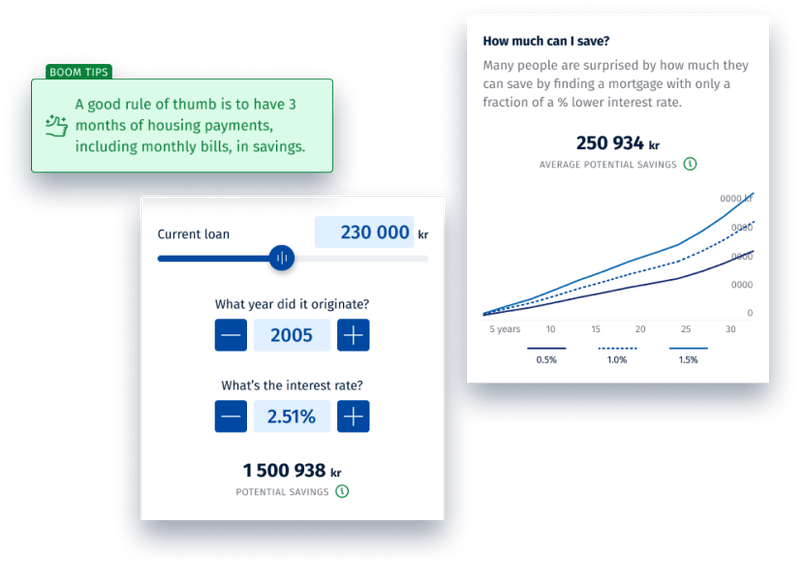 BOOM TIPS
A good rule of thumb is to have 3
months of housing payments,
including monthly bills, in savings.
Current loan
230 000 kr
What year did it originate?
2005
What's the interest rate?
2.51%
1 500 938 kr
POTENTIAL SAVINGS
How much can I save?
Many people are surprised by how much they
can save by finding a mortgage with only a
fraction of a % lower interest rate.
250 934 kr
AVERAGE POTENTIAL SAVINGS
0000 kr
0000
0000
0000
0
5 years 10 15 20 25 30
0.5% 1.0% 1.5%